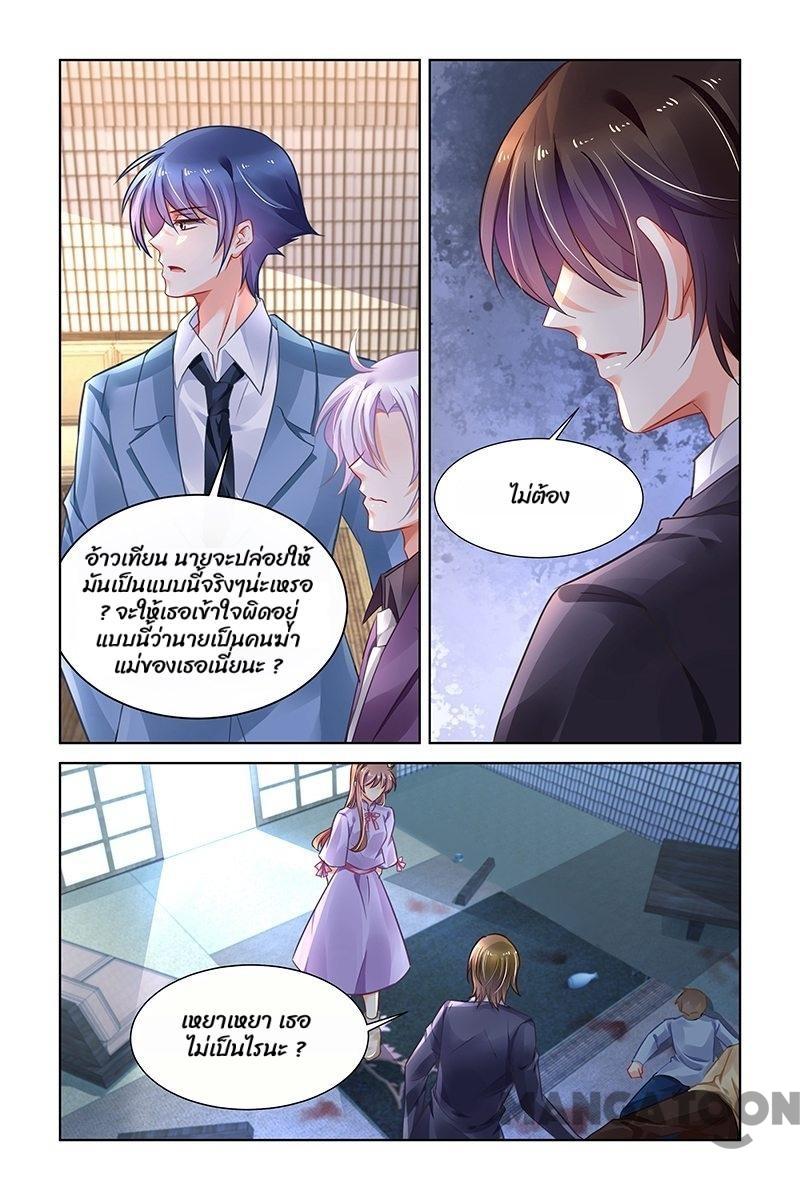 อ้าวเทียน นายจะปล่อยให้
มันเป็นแบบนี้จริงๆน่ะเหรอ
? จะให้เธอเข้าใจผิดอยู่
แบบนี้ว่านายเป็นคนฆ่า
แม่ของเธอเนี่ยนะ ?
ไม่ต้อง
เหยาเหยา เธอ
ไม่เป็นไรนะ ?
MANGATOON